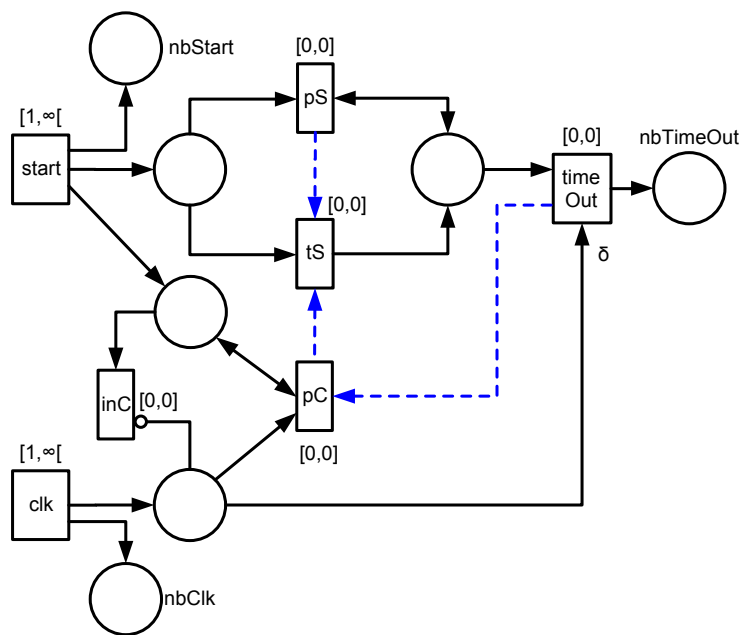 nbStart
[0,0]
pS
[1,∞[
start
[0,0]
nbTimeOut
time
Out
[0,0]
tS
δ
inC
[0,0]
pC
[0,0]
[1,∞[
clk
nbClk